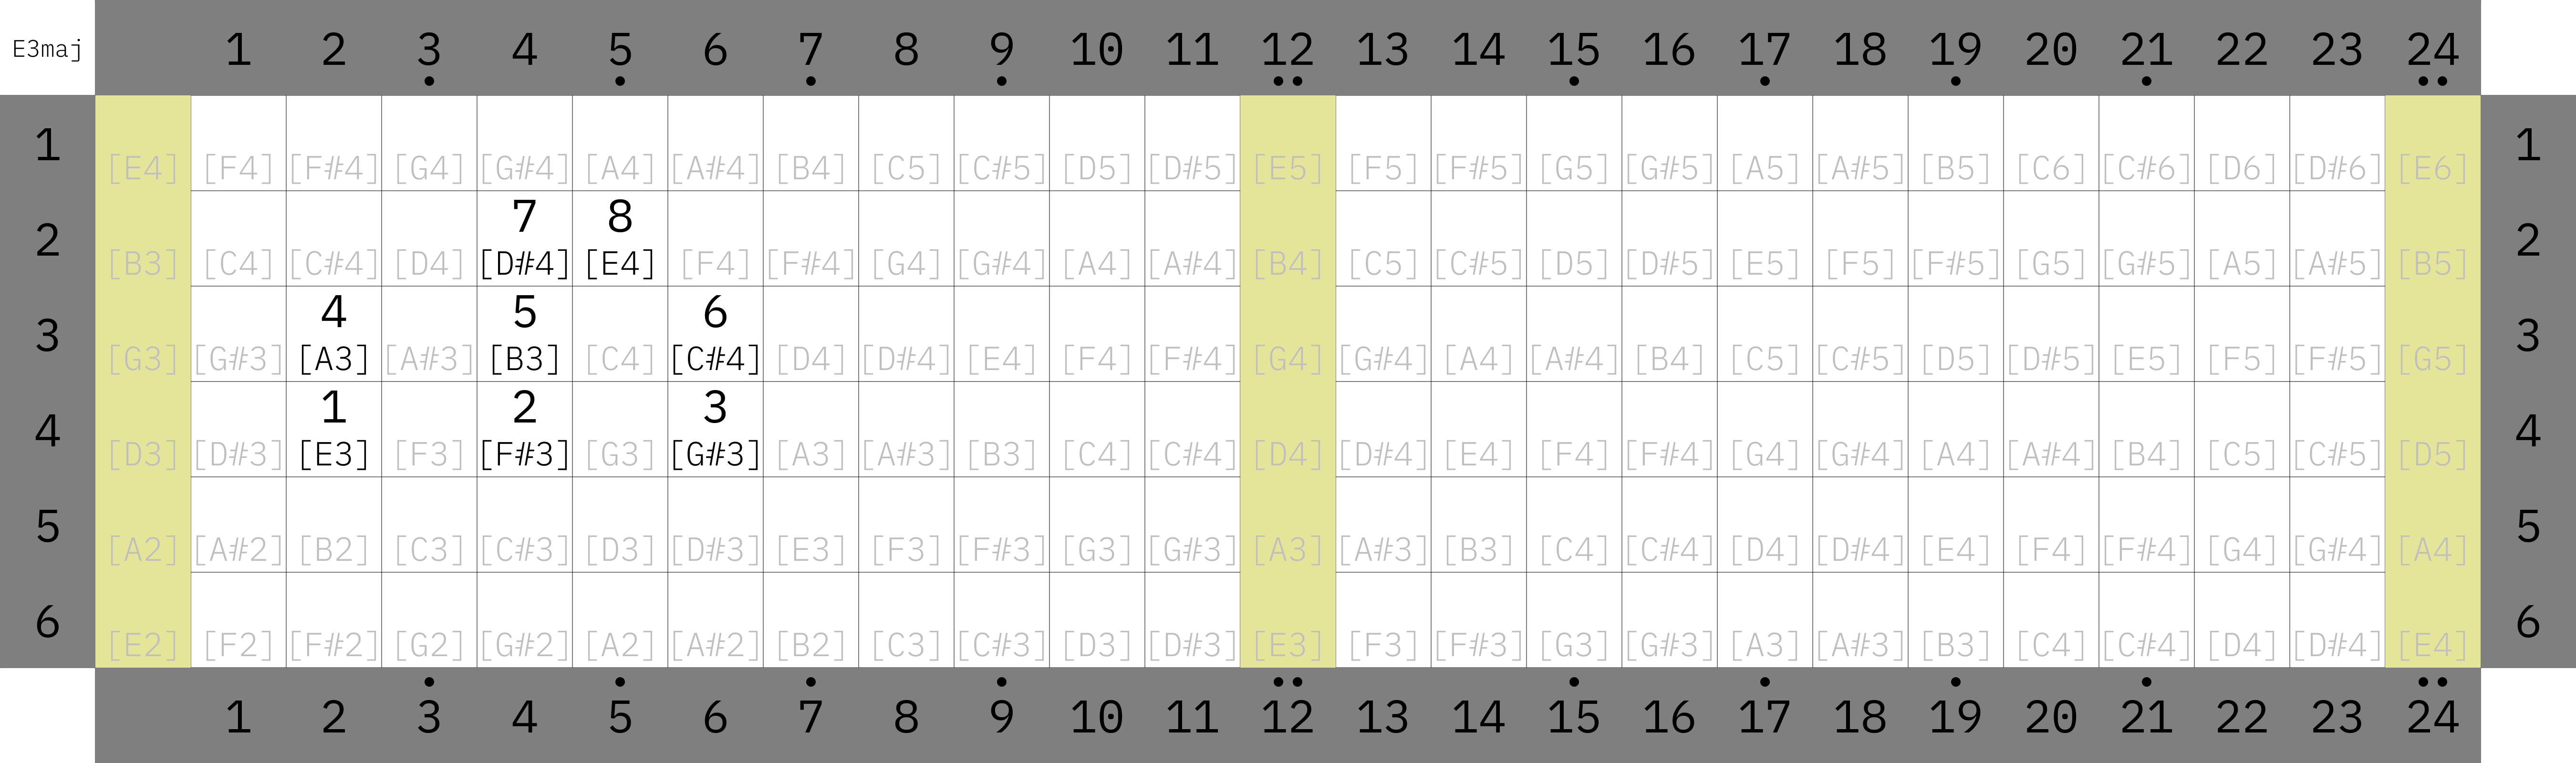 E3maj 1 2 3 4 5 6 7 8 9 10 11 12 13 14 15 16 17 18 19 20 21 22 23 24
1 [E4] [F4] [F#4] [G4] [G#4] [A4] [A#4] [B4] [C5] [C#5] [D5] [D#5] [E5] [F5] [F#5] [G5] [G#5] [A5] [A#5] [B5] [C6] [C#6] [D6] [D#6] [E6] 1
7 8
2 [B3] [C4] [C#4] [D4] [D#4] [E4] [F4] [F#4] [G4] [G#4] [A4] [A#4] [B4] [C5] [C#5] [D5] [D#5] [E5] [F5] [F#5] [G5] [G#5] [A5] [A#5] [B5] 2
4 5 6
3 [G3] [G#3] [A3] [A#3] [B3] [C4] [C#4] [D4] [D#4] [E4] [F4] [F#4] [G4] [G#4] [A4] [A#4] [B4] [C5] [C#5] [D5] [D#5] [E5] [F5] [F#5] [G5] 3
1 2 3
4 [D3] [D#3] [E3] [F3] [F#3] [G3] [G#3] [A3] [A#3] [B3] [C4] [C#4] [D4] [D#4] [E4] [F4] [F#4] [G4] [G#4] [A4] [A#4] [B4] [C5] [C#5] [D5] 4
5 [A2] [A#2] [B2] [C3] [C#3] [D3] [D#3] [E3] [F3] [F#3] [G3] [G#3] [A3] [A#3] [B3] [C4] [C#4] [D4] [D#4] [E4] [F4] [F#4] [G4] [G#4] [A4] 5
6 [E2] [F2] [F#2] [G2] [G#2] [A2] [A#2] [B2] [C3] [C#3] [D3] [D#3] [E3] [F3] [F#3] [G3] [G#3] [A3] [A#3] [B3] [C4] [C#4] [D4] [D#4] [E4] 6
1 2 3 4 5 6 7 8 9 10 11 12 13 14 15 16 17 18 19 20 21 22 23 24